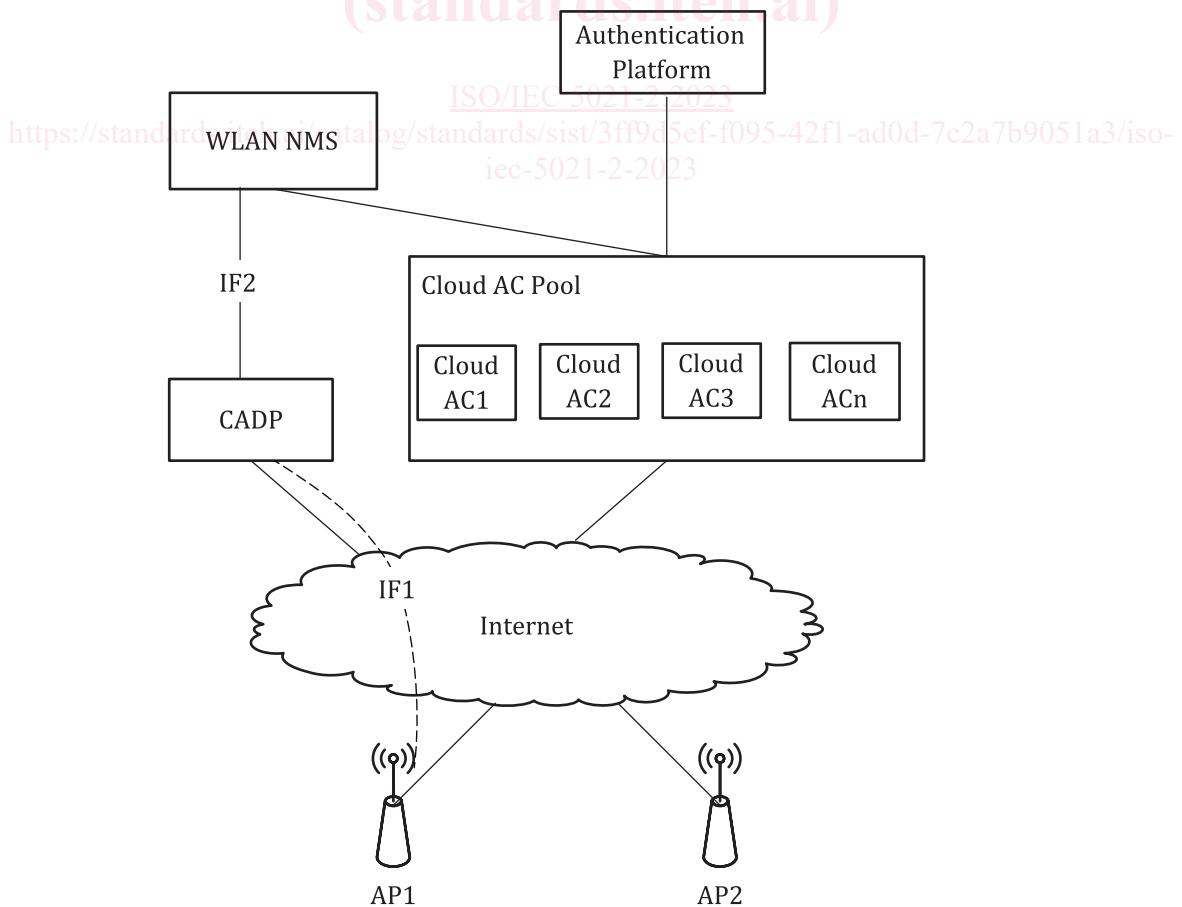 (standards.iteh.ai)
Authentication
Platform
ISO/IEC 5021-2:2023
https://standards.iteh.ai/catalog/standards/sist/3ff9d5ef-f095-42f1-ad0d-7c2a7b9051a3/iso-
iec-5021-2-2023
WLAN NMS
IF2
Cloud AC Pool
Cloud
AC1
Cloud
AC2
Cloud
AC3
Cloud
ACn
CADP
IF1
Internet
AP1
AP2